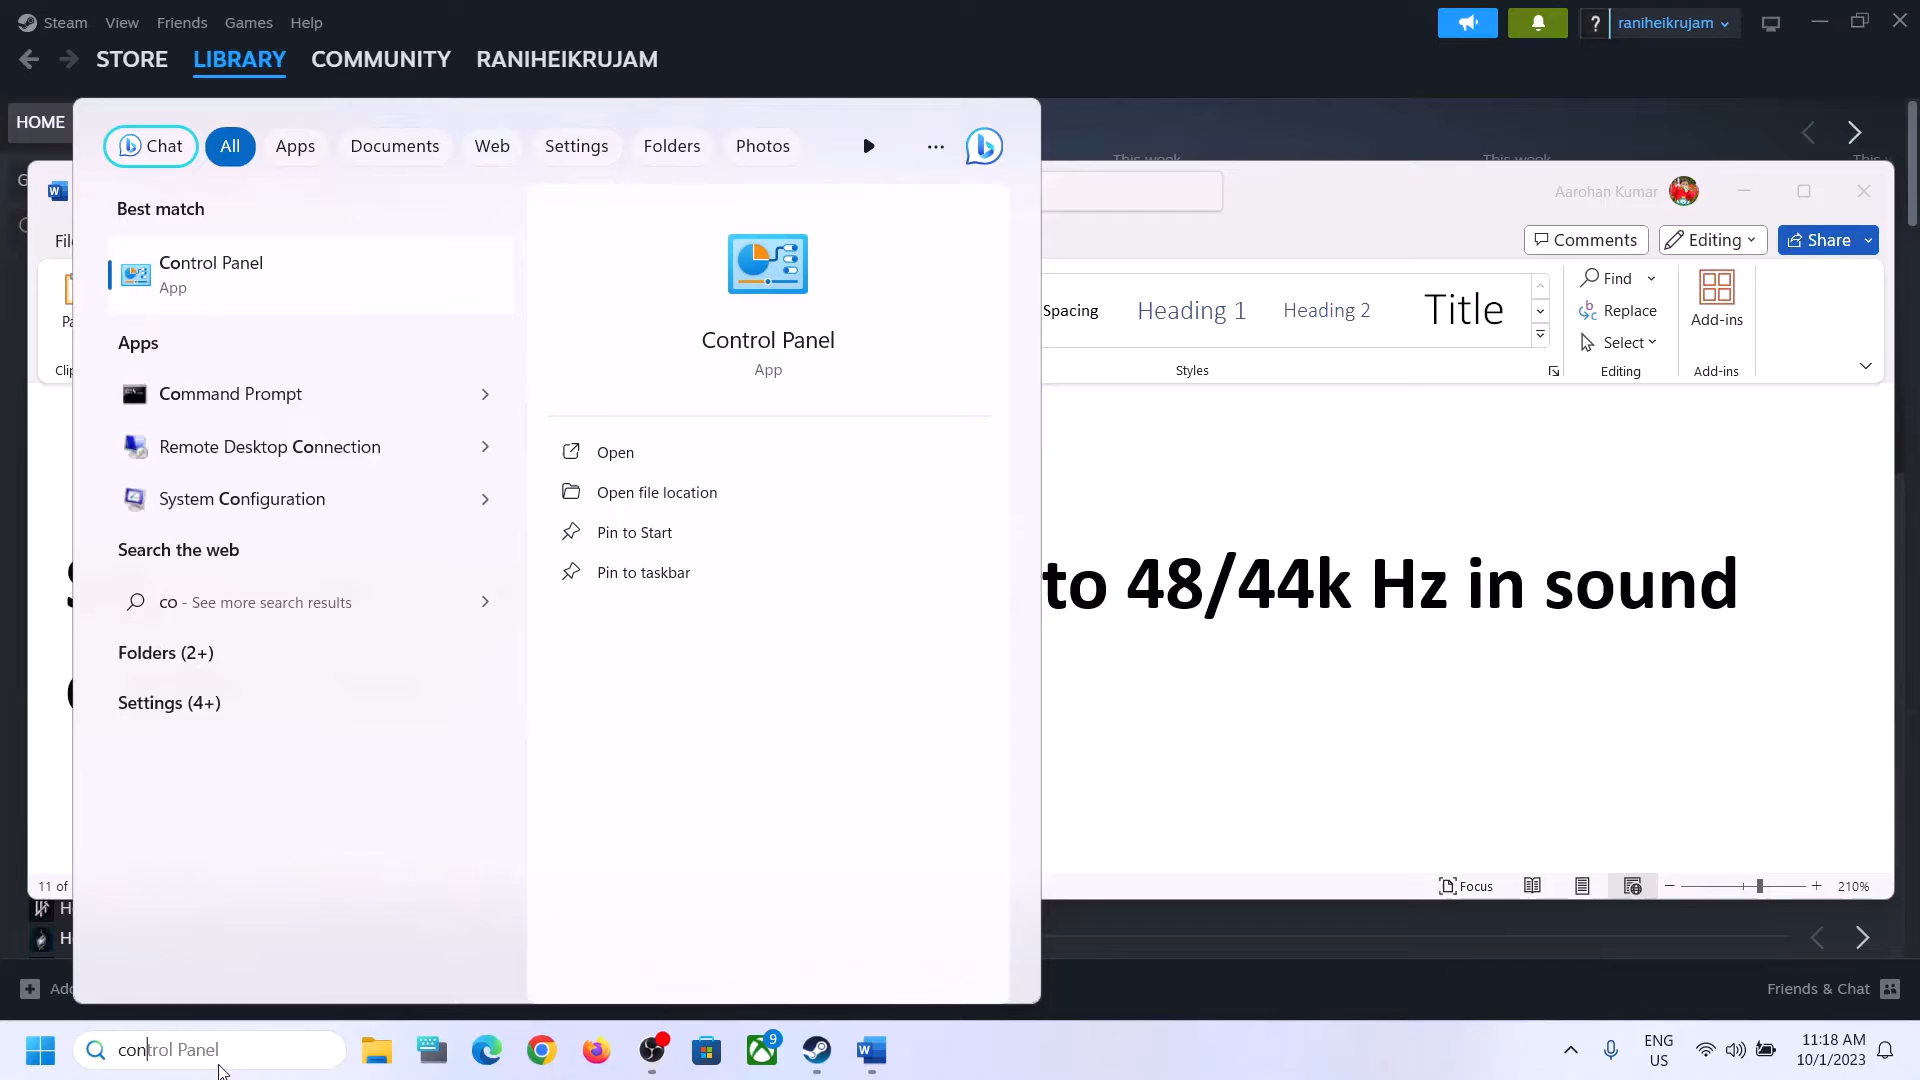 Steam View Friends Games Help
raniheikrujam
STORE LIBRARY COMMUNITY RANIHEIKRUJAM
HOME
Chat All Apps Documents Web Settings Folders Photos
Aarohan Kumar
Best match
Control Panel
App
Comments Editing Share
Apps
Command Prompt
Remote Desktop Connection
System Configuration
Search the web
co - See more search results
Folders (2+)
Settings (4+)
Control Panel
App
Open
Open file location
Pin to Start
Pin to taskbar
Spacing Heading 1 Heading 2 Title
Styles
Find
Replace
Select
Editing
Add-ins
Add-ins
to 48/44k Hz in sound
11 of
Focus 210%
Friends & Chat
control Panel
9
ENG
US
11:18 AM
10/1/2023